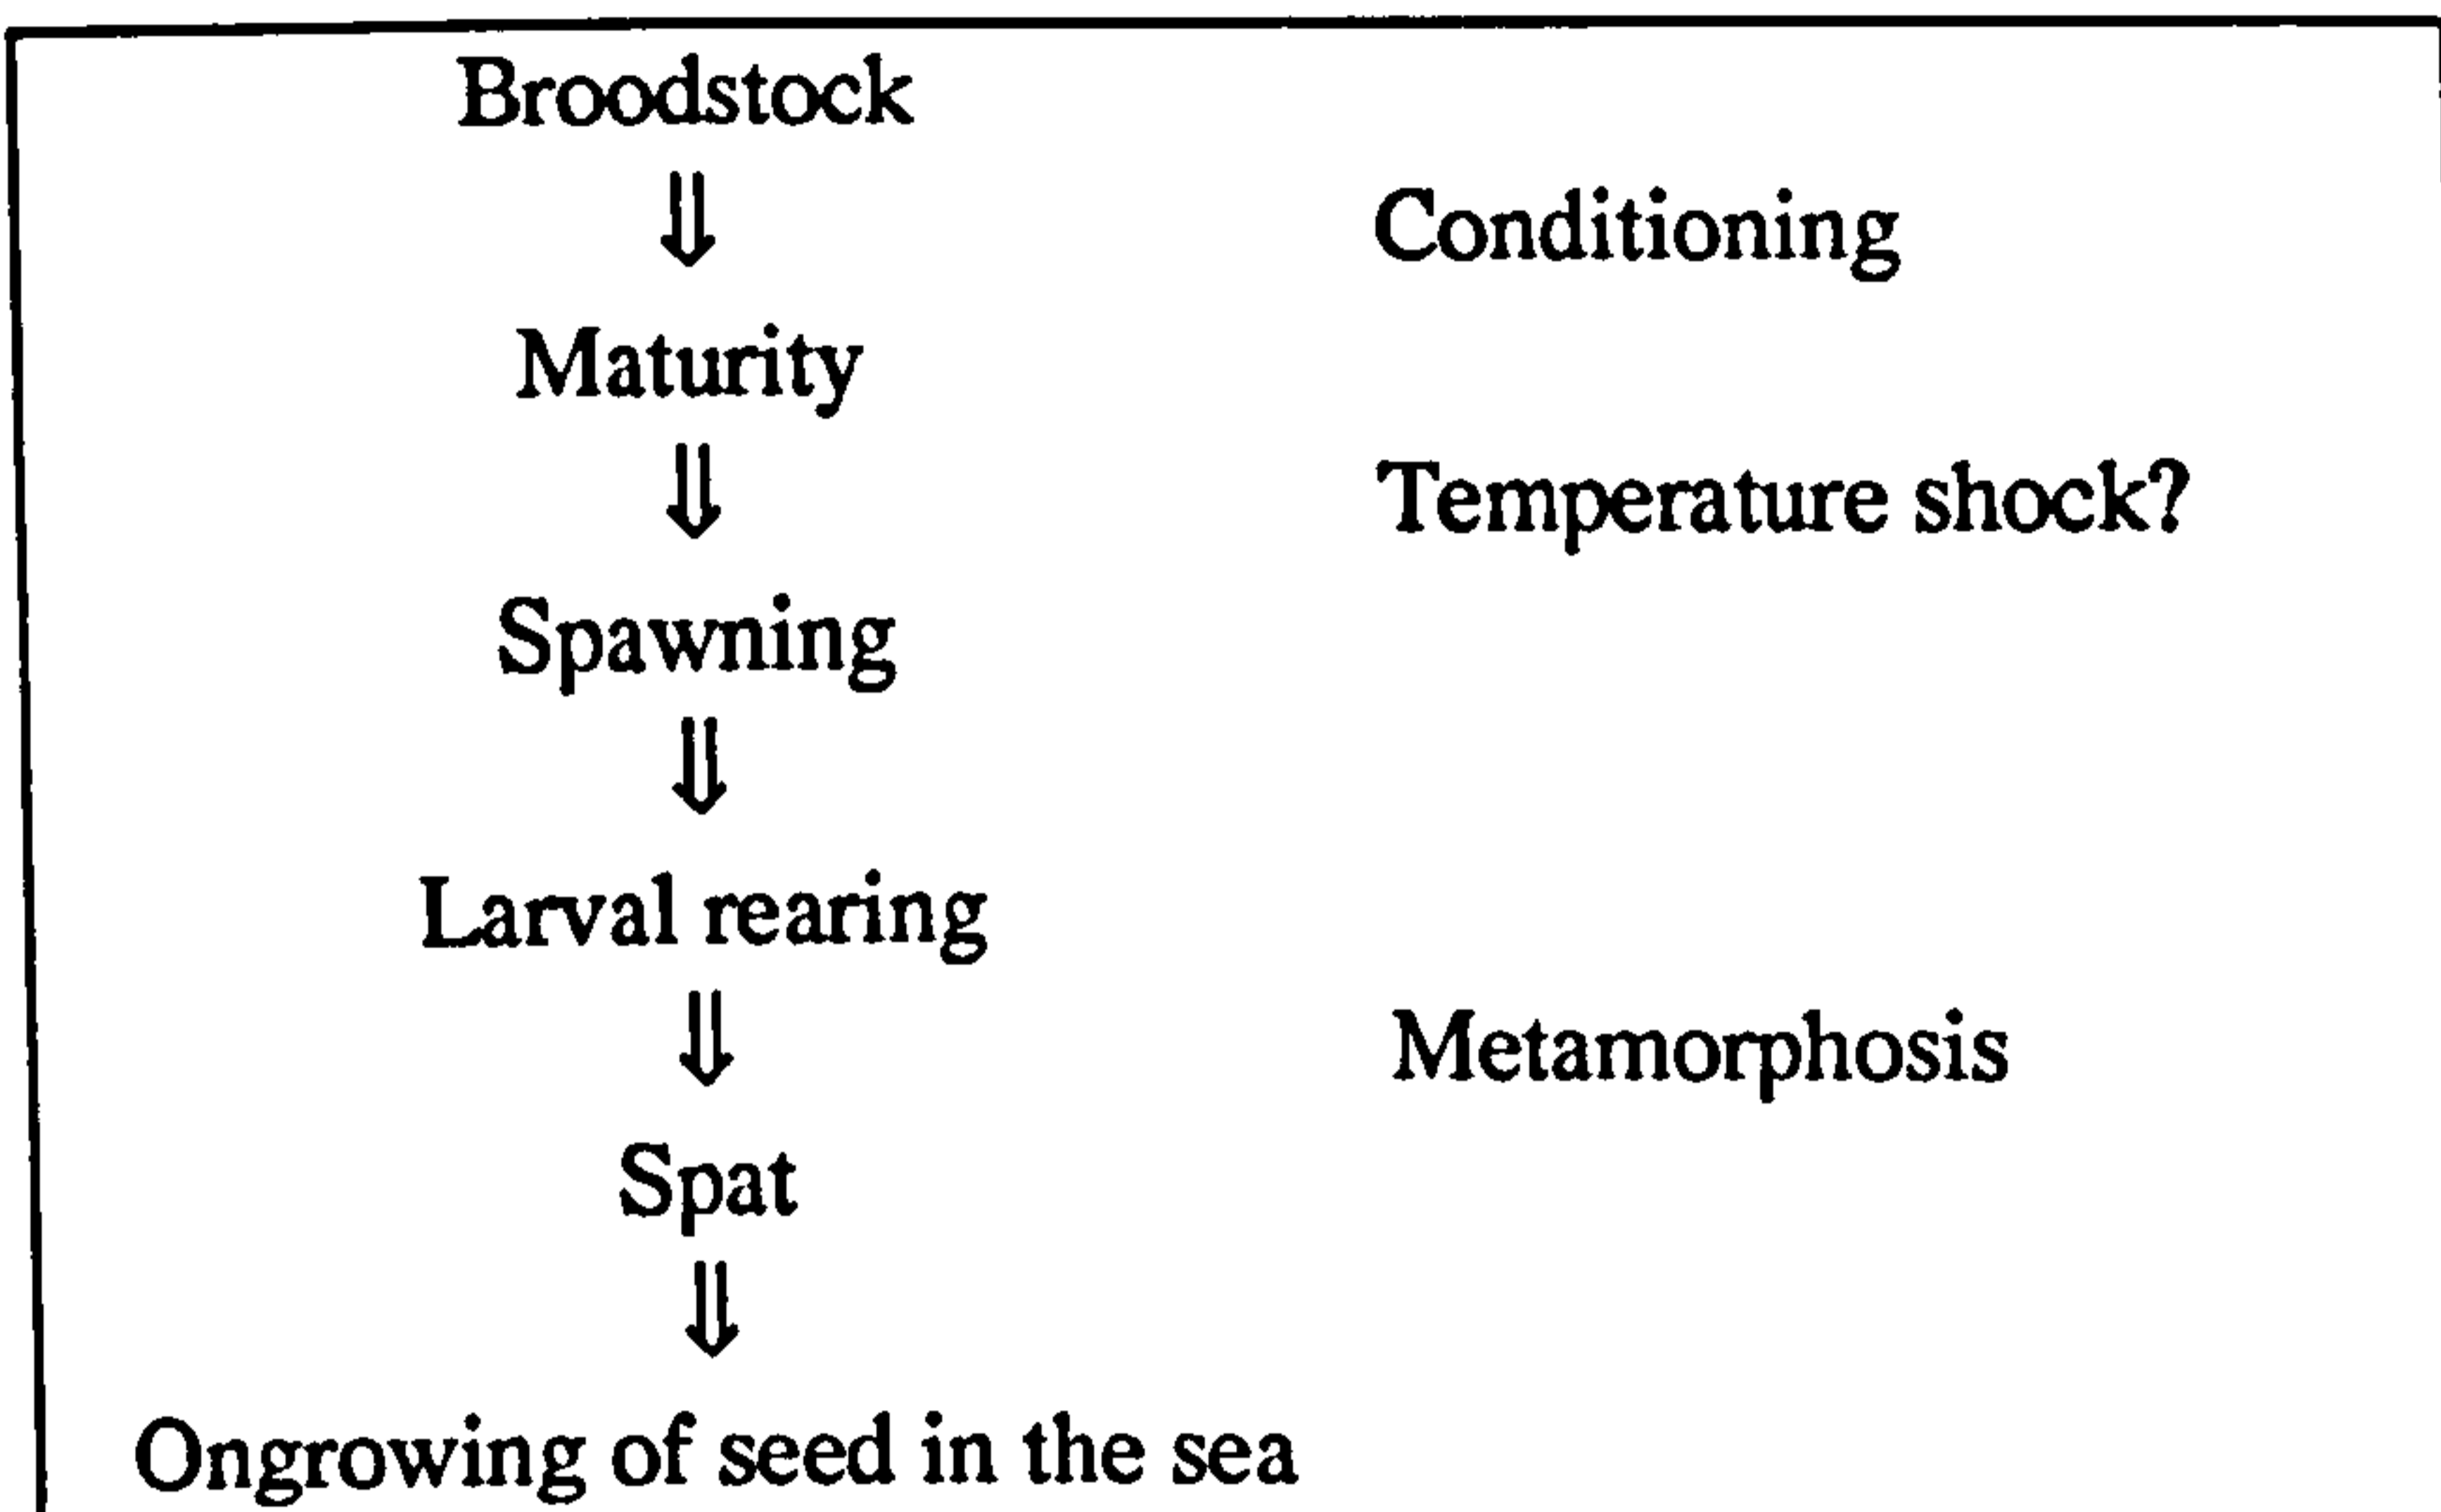 Broodstock
⇓ Conditioning
Maturity
⇓ Temperature shock?
Spawning
⇓
Larval rearing
⇓ Metamorphosis
Spat
⇓
Ongrowing of seed in the sea